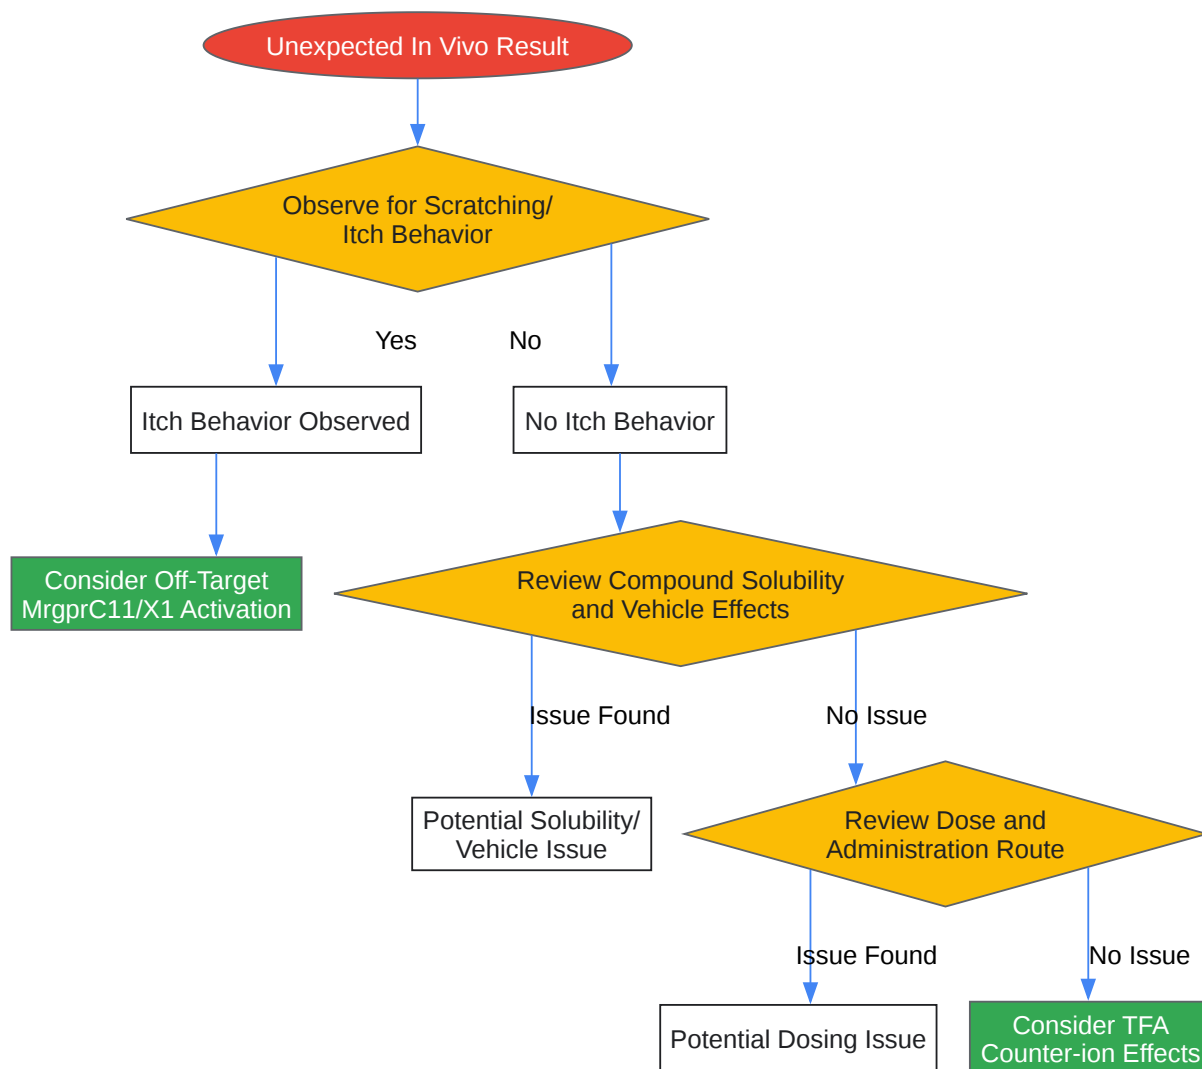 Unexpected In Vivo Result
Observe for Scratching/
Itch Behavior
Yes
No
Itch Behavior Observed
No Itch Behavior
Consider Off-Target
MrgprC11/X1 Activation
Review Compound Solubility
and Vehicle Effects
Issue Found
No Issue
Potential Solubility/
Vehicle Issue
Review Dose and
Administration Route
Issue Found
No Issue
Potential Dosing Issue
Consider TFA
Counter-ion Effects